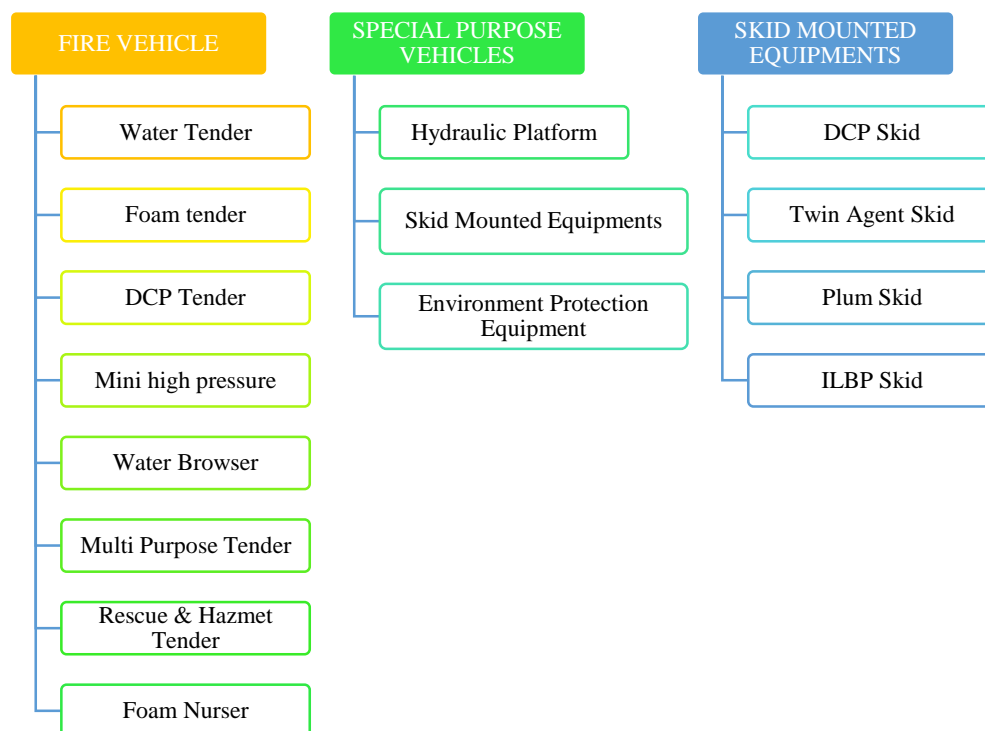 FIRE VEHICLE
Water Tender
Foam tender
DCP Tender
Mini high pressure
Water Browser
Multi Purpose Tender
Rescue & Hazmet
Tender
Foam Nurser
SPECIAL PURPOSE
VEHICLES
Hydraulic Platform
Skid Mounted Equipments
Environment Protection
Equipment
SKID MOUNTED
EQUIPMENTS
DCP Skid
Twin Agent Skid
Plum Skid
ILBP Skid